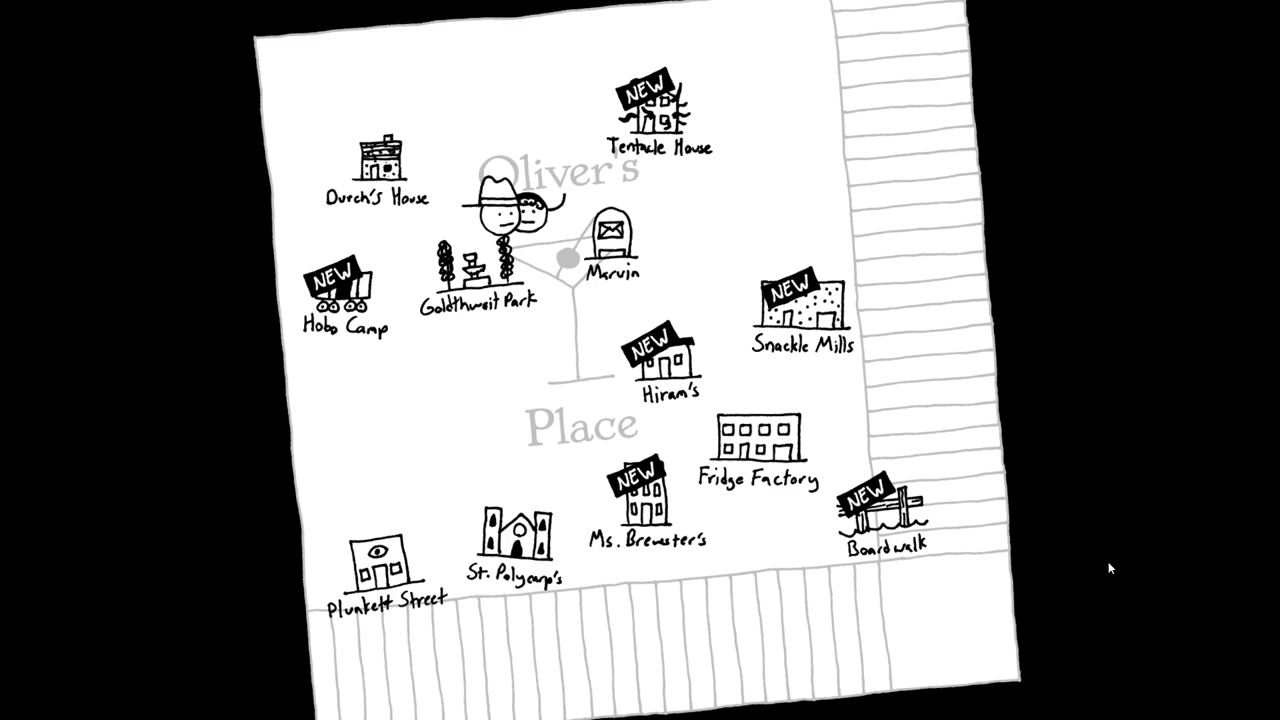 NEW
Tentacle House
Durch's House
Oliver's
Marvin
NEW
Hobo Camp
Goldthwait Park
NEW
Snackle Mills
NEW
Hiram's
Place
Fridge Factory
NEW
Ms. Brewster's
NEW
Boardwalk
St. Polycarp's
Plunkett Street